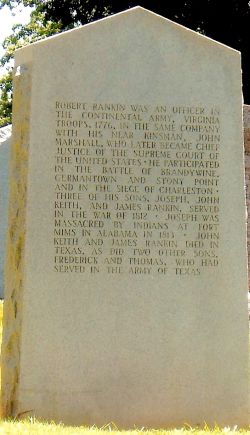 ROBERT RANKIN WAS AN OFFICER IN
THE CONTINENTAL ARMY, VIRGINIA
TROOPS, 1776, IN THE SAME COMPANY
WITH HIS NEAR KINSMAN, JOHN
MARSHALL, WHO LATER BECAME CHIEF
JUSTICE OF THE SUPREME COURT OF
THE UNITED STATES • HE PARTICIPATED
IN THE BATTLE OF BRANDYWINE,
GERMANTOWN AND STONY POINT
AND IN THE SIEGE OF CHARLESTON •
THREE OF HIS SONS, JOSEPH, JOHN
KEITH, AND JAMES RANKIN, SERVED
IN THE WAR OF 1812 • JOSEPH WAS
MASSACRED BY INDIANS AT FORT
MIMS IN ALABAMA IN 1813 • JOHN
KEITH AND JAMES RANKIN DIED IN
TEXAS, AS DID TWO OTHER SONS,
FREDERICK AND THOMAS, WHO HAD
SERVED IN THE ARMY OF TEXAS